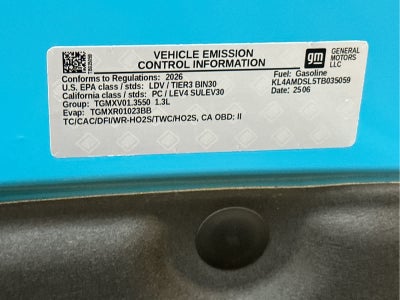 VEHICLE EMISSION
CONTROL INFORMATION
gm
GENERAL
MOTORS
LLC
Conforms to Regulations: 2026
Fuel: Gasoline
U.S. EPA class / stds: LDV / TIER3 BIN30
KL4AMDSL5TB035059
California class / stds: PC / LEV4 SULEV30
Date: 25 06
Group: TGMXV01.3550 1.3L
Evap: TGMXR01023BB
TC/CAC/DFI/WR-HO2S/TWC/HO2S, CA OBD; II